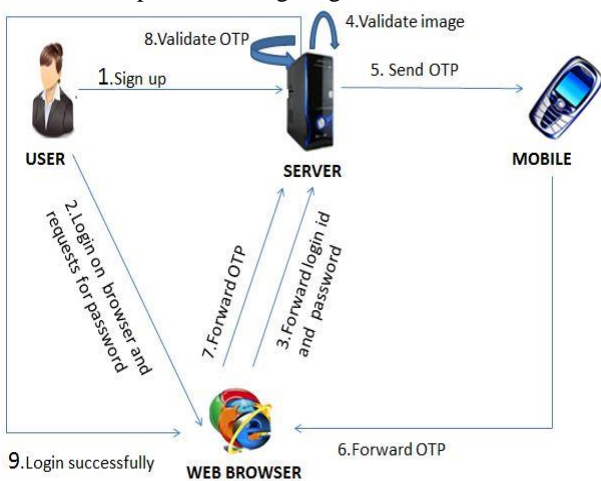 4.Validate image
8.Validate OTP
1.Sign up
5. Send OTP
USER
SERVER
MOBILE
2.Login on browser and
requests for password
7.Forward OTP
3.Forward login id
and password
6.Forward OTP
9.Login successfully
WEB BROWSER